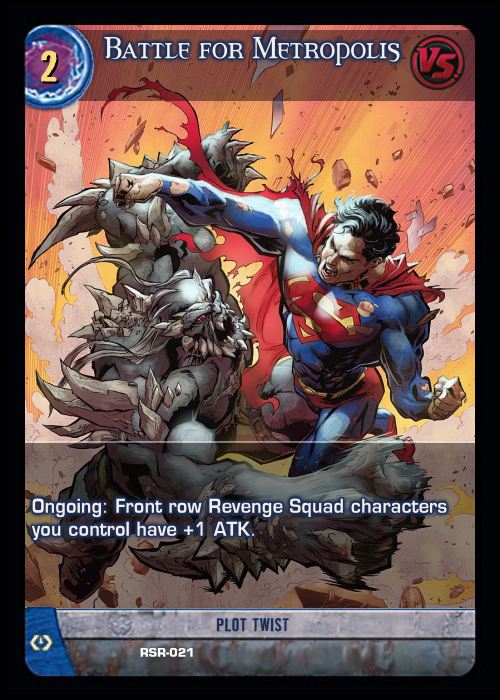 2
Battle for Metropolis
VS.
Ongoing: Front row Revenge Squad characters
you control have +1 ATK.
PLOT TWIST
RSR-021